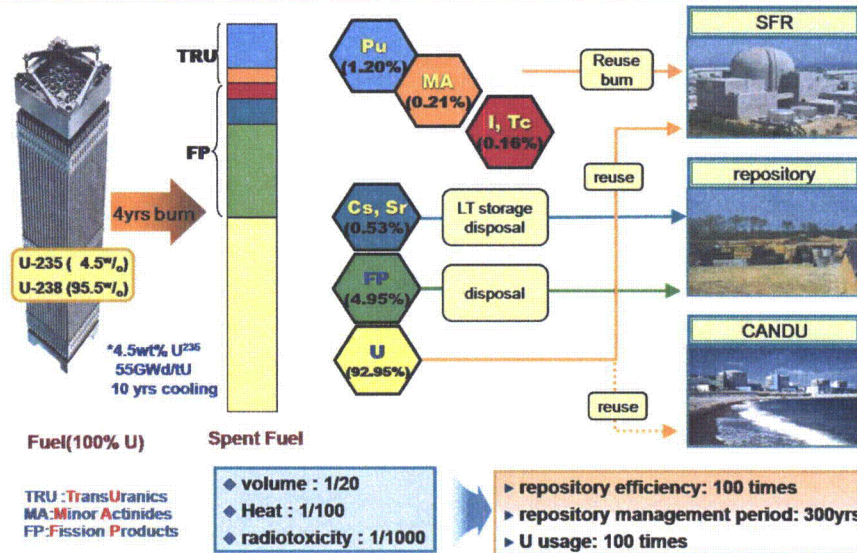 TRU
FP
4yrs burn
U-235 ( 4.5w/o)
U-238 (95.5w/o)
*4.5wt% U235
55GWd/tU
10 yrs cooling
Fuel(100% U)
Spent Fuel
Pu
(1.20%)
MA
(0.21%)
I, Tc
(0.16%)
Cs, Sr
(0.53%)
FP
(4.95%)
U
(92.95%)
Reuse
burn
reuse
LT storage
disposal
disposal
reuse
SFR
repository
CANDU
TRU :TransUranics
MA:Minor Actinides
FP:Fission Products
◆ volume : 1/20
◆ Heat : 1/100
◆ radiotoxicity : 1/1000
► repository efficiency: 100 times
► repository management period: 300yrs
► U usage: 100 times